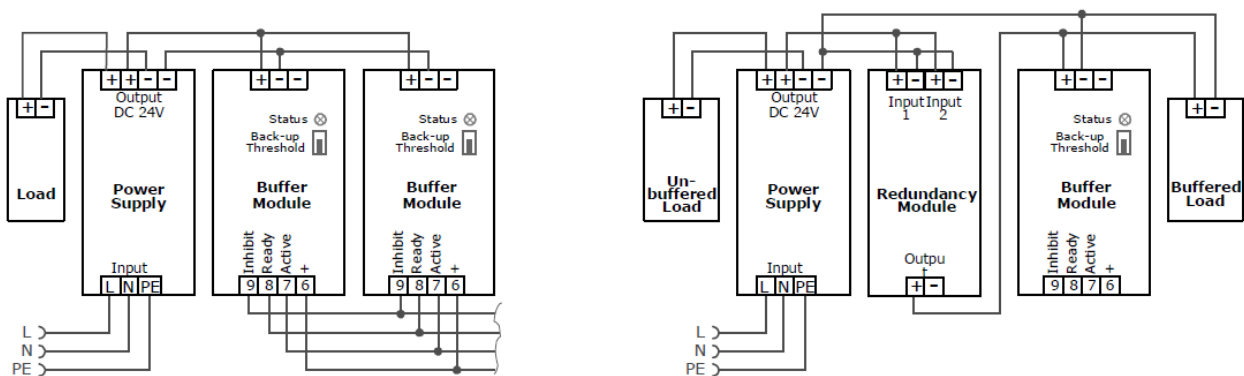 + + - -
Output
DC 24V
+ -
Load
Power
Supply
Input
L N PE
L
N
PE
+ - -
Status
Back-up
Threshold
Buffer
Module
Inhibit
Ready
Active
+
9 8 7 6
+ - -
Status
Back-up
Threshold
Buffer
Module
Inhibit
Ready
Active
+
9 8 7 6
+ -
Un-
buffered
Load
+ + - -
Output
DC 24V
Power
Supply
Input
L N PE
L
N
PE
+ - + -
Input Input
1 2
Redundancy
Module
Outpu
t
+ -
+ - -
Status
Back-up
Threshold
Buffer
Module
Inhibit
Ready
Active
+
9 8 7 6
+ -
Buffered
Load